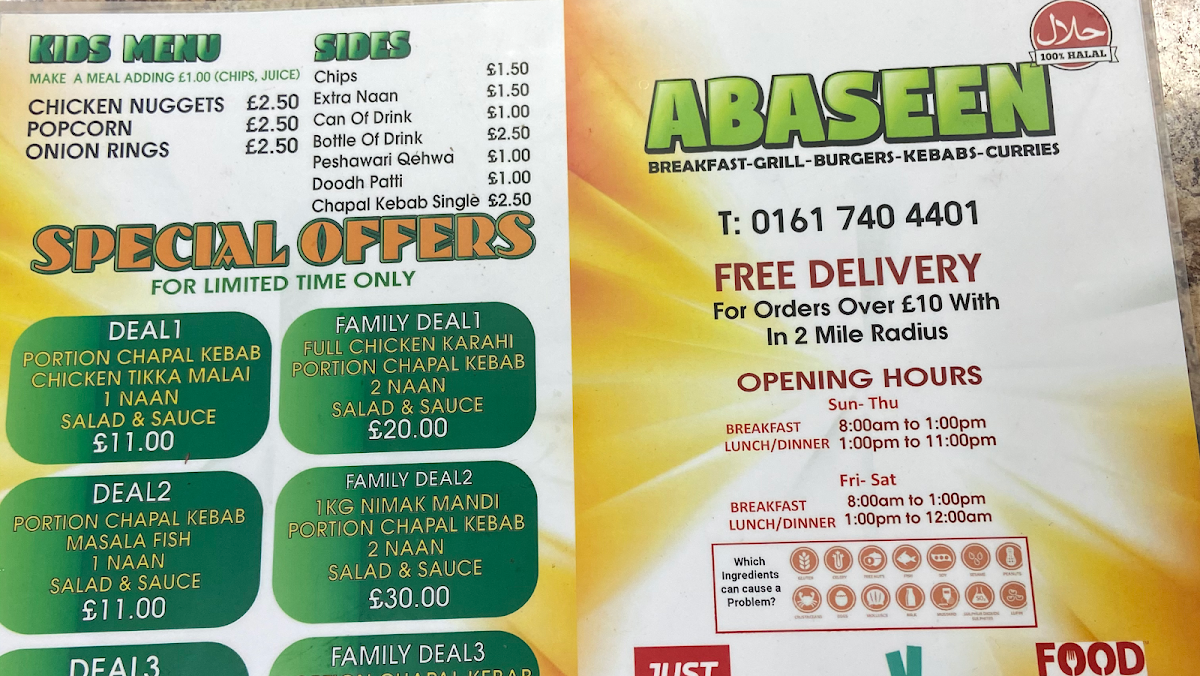 KIDS MENU
MAKE A MEAL ADDING £1.00 (CHIPS, JUICE)
CHICKEN NUGGETS £2.50
POPCORN £2.50
ONION RINGS £2.50
SIDES
Chips £1.50
Extra Naan £1.50
Can Of Drink £1.00
Bottle Of Drink £2.50
Peshawari Qehwa £1.00
Doodh Patti £1.00
Chapal Kebab Single £2.50
SPECIAL OFFERS
FOR LIMITED TIME ONLY
DEAL1
PORTION CHAPAL KEBAB
CHICKEN TIKKA MALAI
1 NAAN
SALAD & SAUCE
£11.00
FAMILY DEAL1
FULL CHICKEN KARAHI
PORTION CHAPAL KEBAB
2 NAAN
SALAD & SAUCE
£20.00
DEAL2
PORTION CHAPAL KEBAB
MASALA FISH
1 NAAN
SALAD & SAUCE
£11.00
FAMILY DEAL2
1KG NIMAK MANDI
PORTION CHAPAL KEBAB
2 NAAN
SALAD & SAUCE
£30.00
DEAL3
FAMILY DEAL3
CHAPAL KEBAB
حلال
100% HALAL
ABASEEN
BREAKFAST-GRILL-BURGERS-KEBABS-CURRIES
T: 0161 740 4401
FREE DELIVERY
For Orders Over £10 With
In 2 Mile Radius
OPENING HOURS
Sun- Thu
BREAKFAST 8:00am to 1:00pm
LUNCH/DINNER 1:00pm to 11:00pm
Fri- Sat
BREAKFAST 8:00am to 1:00pm
LUNCH/DINNER 1:00pm to 12:00am
Which
Ingredients
can cause a
Problem?
JUST
FOOD